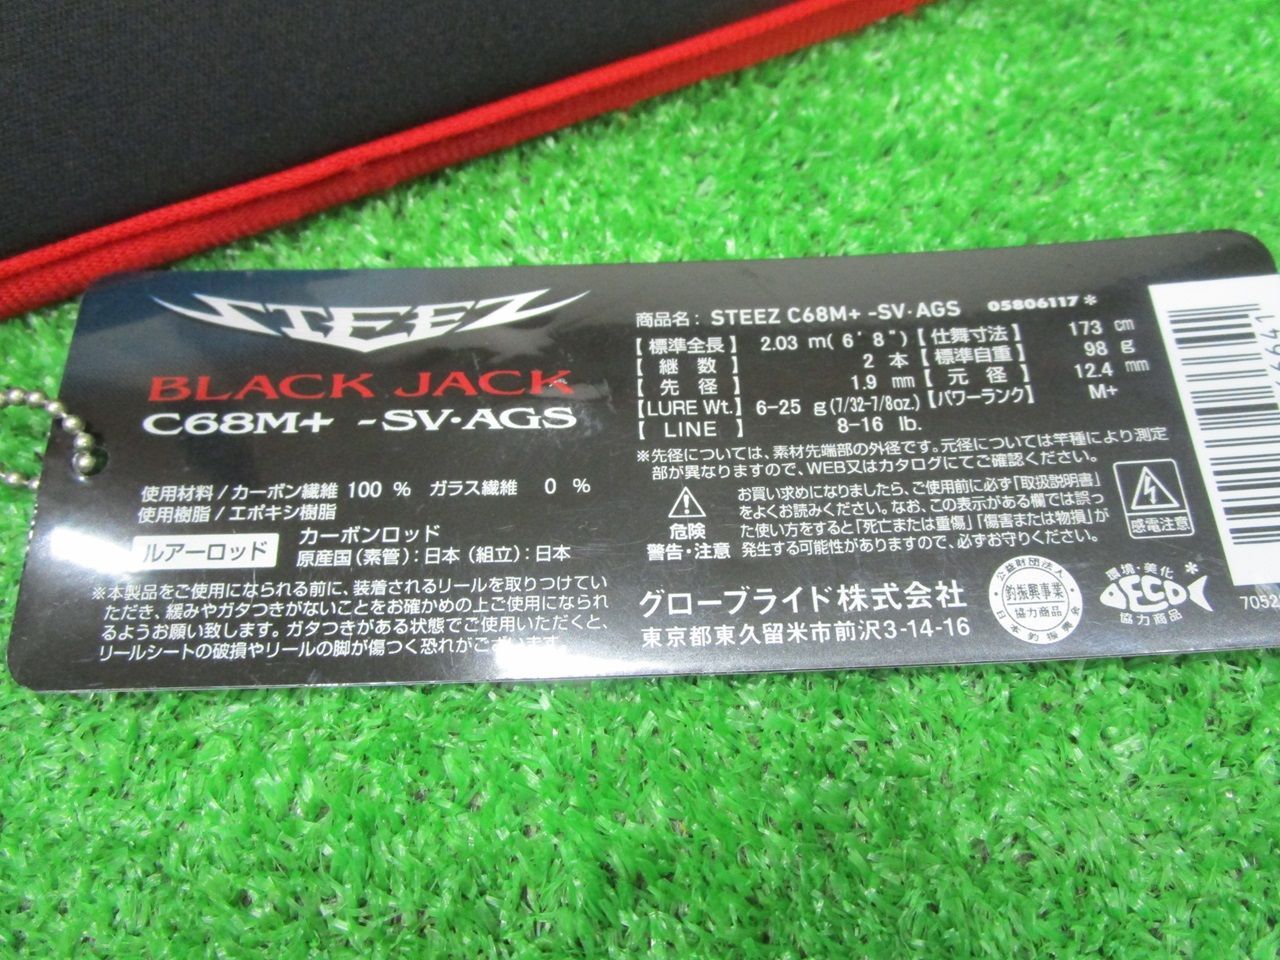 STEEZ
BLACK JACK
C68M+ -SV・AGS
使用材料/カーボン繊維 100 % ガラス繊維 0 %
使用樹脂/エポキシ樹脂
ルアーロッド
カーボンロッド
原産国(素管):日本(組立):日本
※本製品をご使用になられる前に、装着されるリールを取りつけてい
ただき、緩みやガタつきがないことをお確かめの上ご使用になられ
るようお願い致します。ガタつきがある状態でご使用いただくと、
リールシートの破損やリールの脚が傷つく恐れがございます。
商品名: STEEZ C68M+ -SV・AGS 05806117*
【標準全長】 2.03 m(6'8")【仕舞寸法】 173 cm
【継数】 2 本【標準自重】 98 g
【先径】 1.9 mm【元径】 12.4 mm
【LURE Wt.】 6-25 g(7/32-7/8oz.)【パワーランク】 M+
【LINE】 8-16 lb.
※先径については、素材先端部の外径です。元径については竿種により測定
部が異なりますので、WEB又はカタログにてご確認ください。
危険
警告・注意
お買い求めになりましたら、ご使用前に必ず「取扱説明書」
をよくお読みください。なお、この表示がある欄では誤っ
た使い方をすると「死亡または重傷」「傷害または物損」が
発生する可能性がありますので、必ずお守りください。
感電注意
グローブライド株式会社
東京都東久留米市前沢3-14-16
公益財団法人
釣振興事業
協力商品
日本釣振興会
環境・美化
ECO
*
協力商品
7052